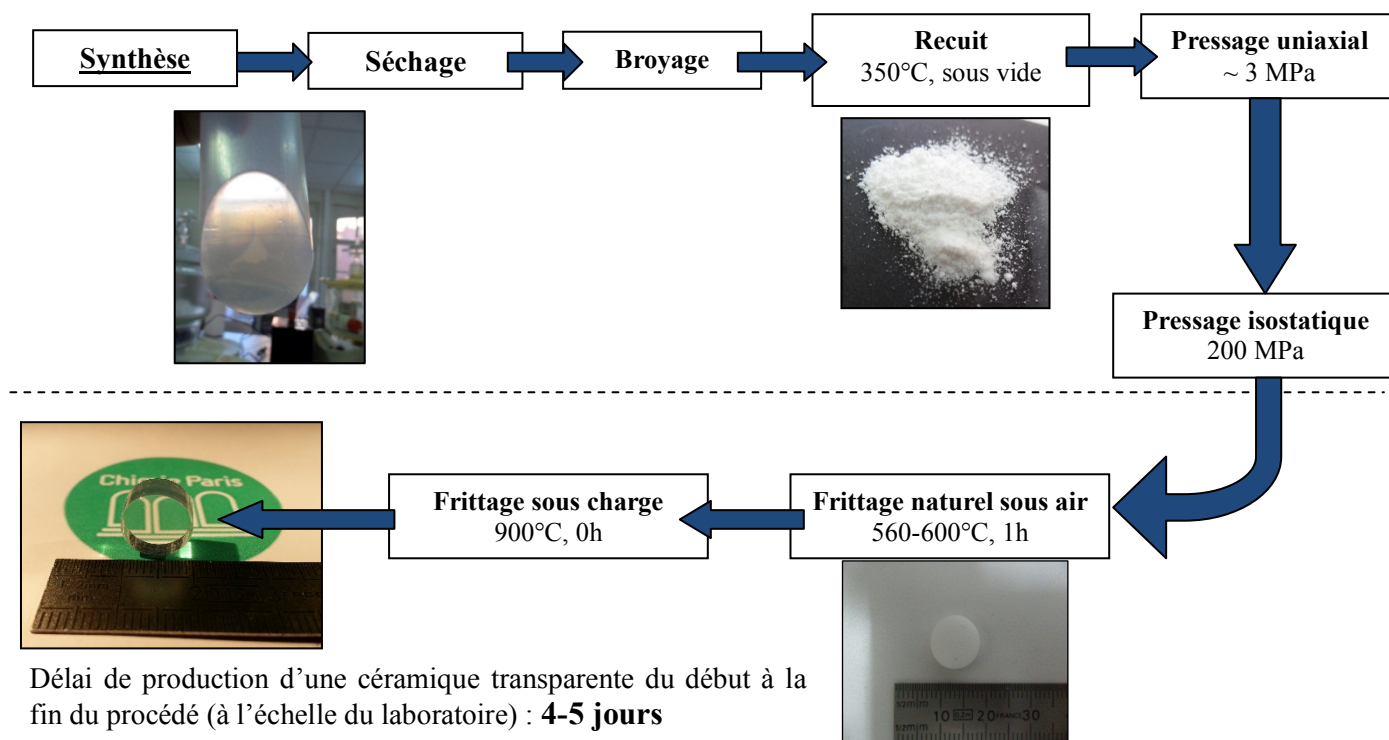 Synthèse
Séchage
Broyage
Recuit
350°C, sous vide
Pressage uniaxial
~ 3 MPa
Pressage isostatique
200 MPa
Frittage naturel sous air
560-600°C, 1h
Frittage sous charge
900°C, 0h
Paris
10 20 30
FRANCE
Délai de production d’une céramique transparente du début à la
fin du procédé (à l’échelle du laboratoire) : 4-5 jours